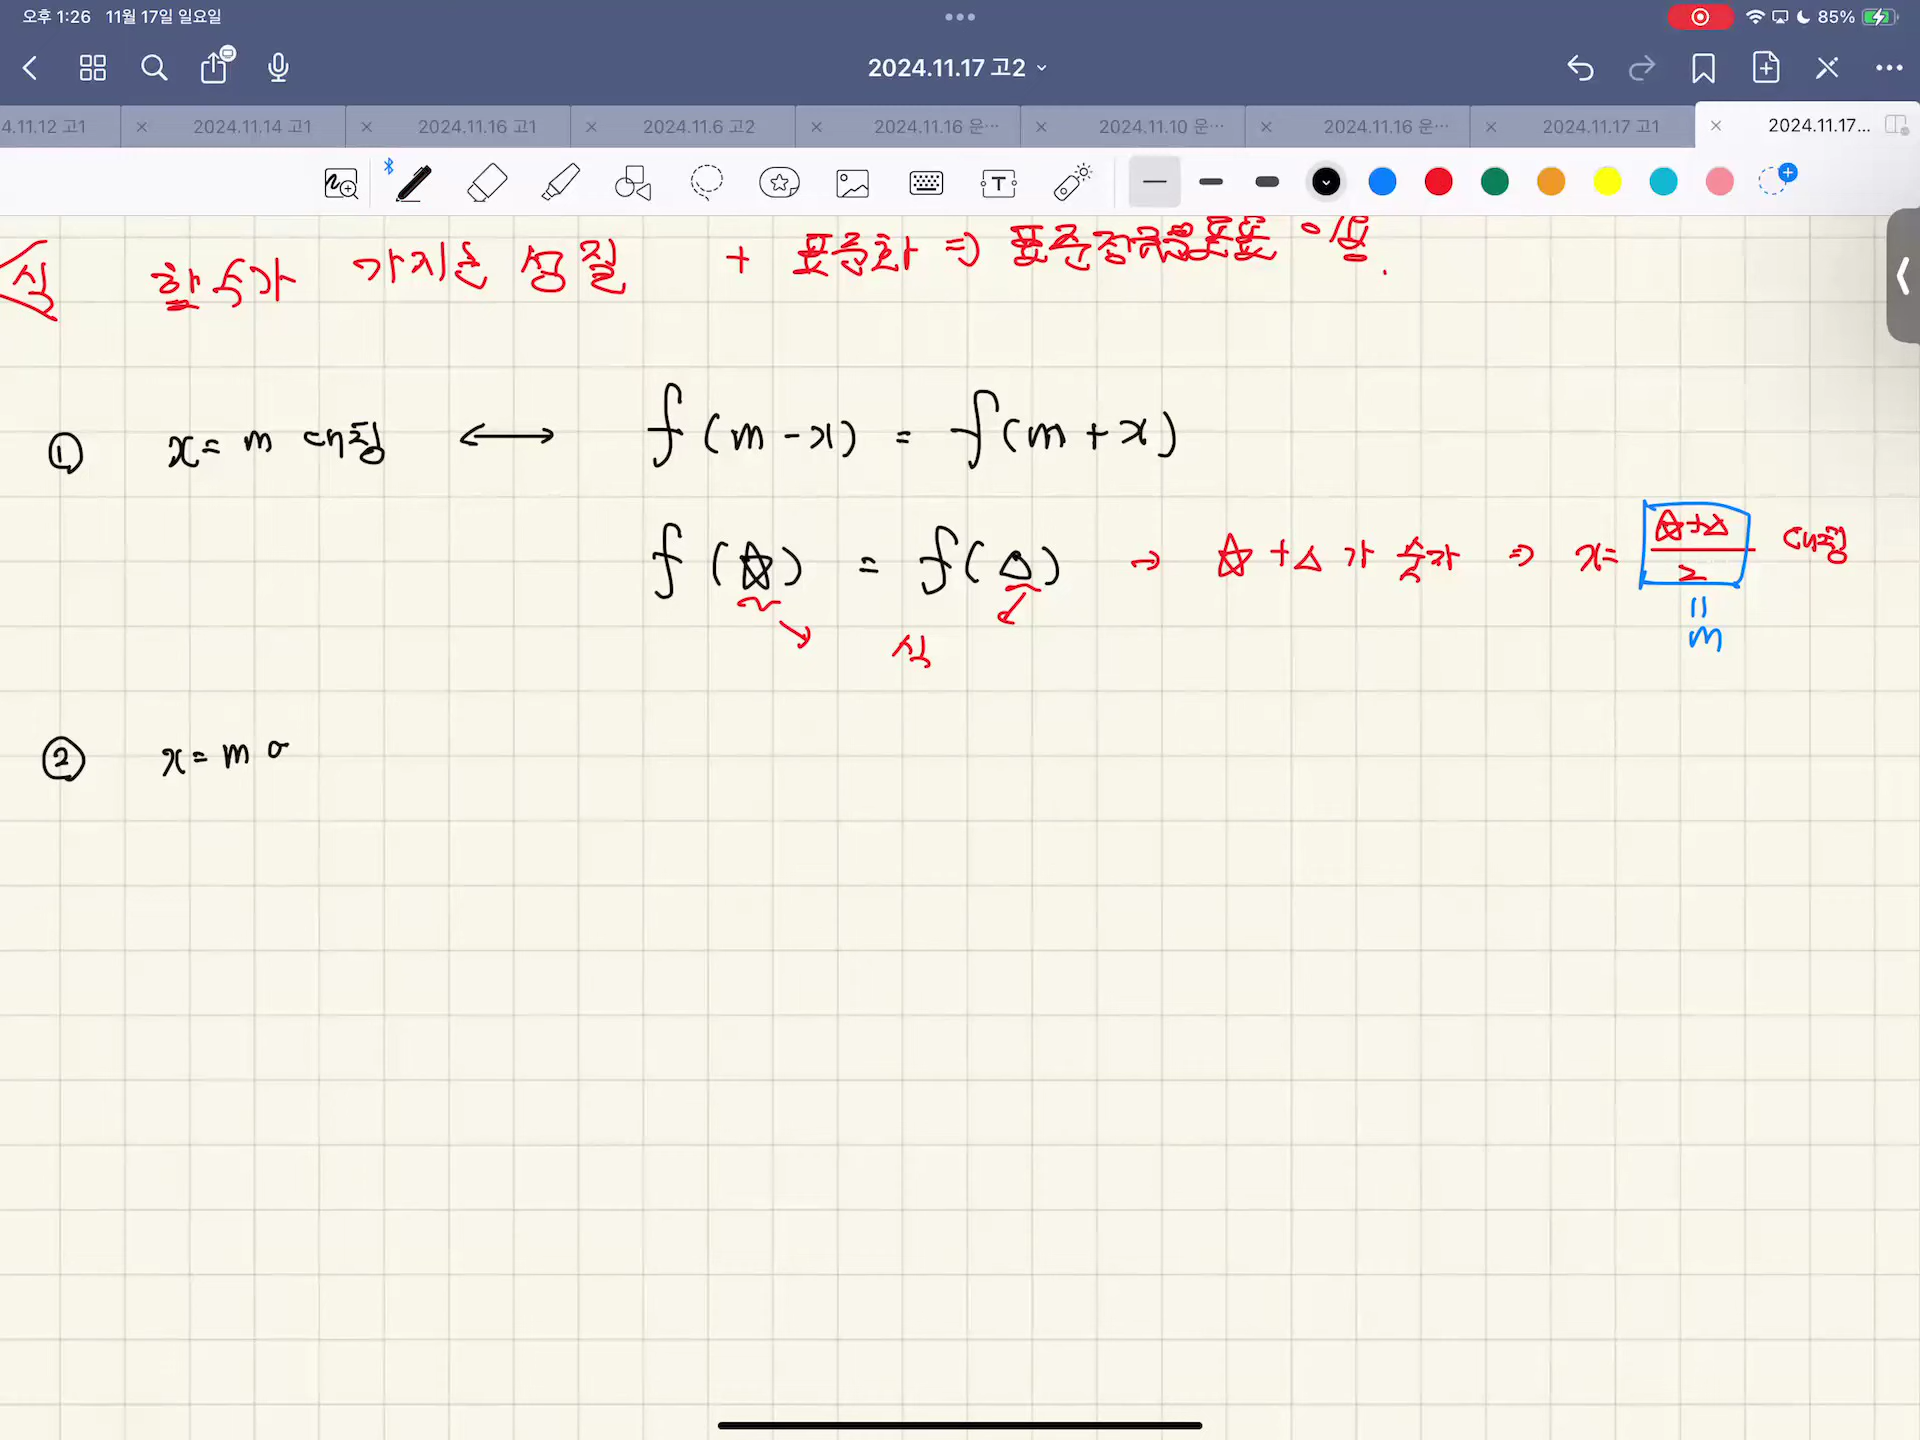 오후 1:26 11월 17일 일요일
85%
2024.11.17 고2
4.11.12 고1
2024.11.14 고1
2024.11.16 고1
2024.11.6 고2
2024.11.16 운…
2024.11.10 운…
2024.11.16 운…
2024.11.17 고1
2024.11.17...
식 함수가 가지는 성질 + 표준화 ⇒
① x = m 대칭 ⟷ f(m - x) = f(m + x)
f(☆) = f(△) → ☆ + △ 가 숫자 ⇒ x = (☆+△)/2 대칭
식
=
m
② x = m